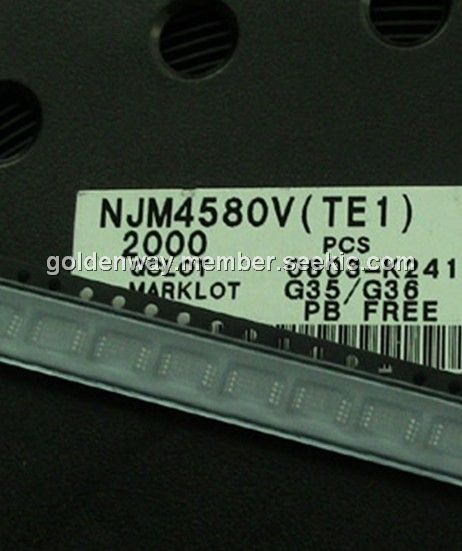 NJM4580V(TE1)
2000 PCS
goldenway.member.seekic.com
MARKLOT G35/G36
PB FREE